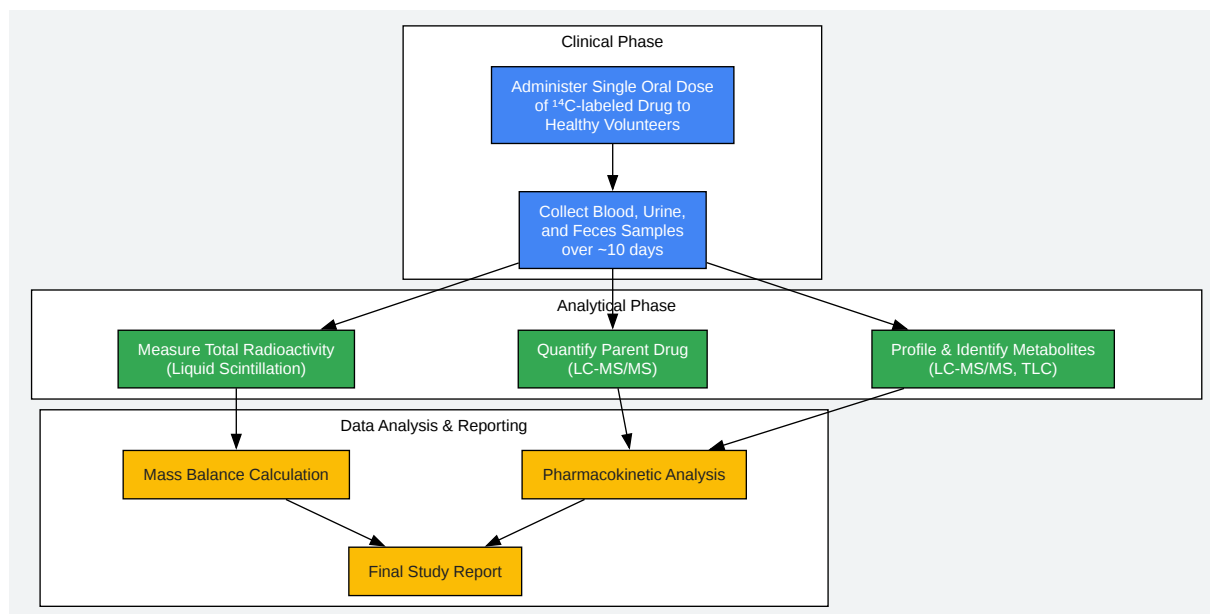 Clinical Phase
Administer Single Oral Dose
of ¹⁴C-labeled Drug to
Healthy Volunteers
Collect Blood, Urine,
and Feces Samples
over ~10 days
Analytical Phase
Measure Total Radioactivity
(Liquid Scintillation)
Quantify Parent Drug
(LC-MS/MS)
Profile & Identify Metabolites
(LC-MS/MS, TLC)
Data Analysis & Reporting
Mass Balance Calculation
Pharmacokinetic Analysis
Final Study Report